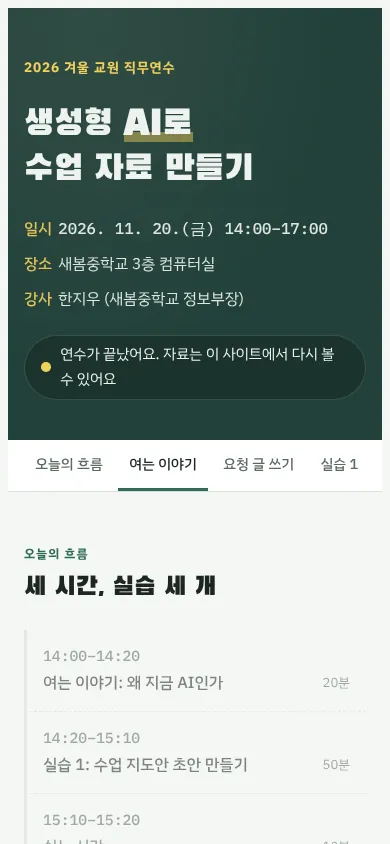 2026 겨울 교원 직무연수
생성형 AI로
수업 자료 만들기
일시 2026. 11. 20.(금) 14:00–17:00
장소 새봄중학교 3층 컴퓨터실
강사 한지우 (새봄중학교 정보부장)
연수가 끝났어요. 자료는 이 사이트에서 다시 볼
수 있어요
오늘의 흐름 여는 이야기 요청 글 쓰기 실습 1
오늘의 흐름
세 시간, 실습 세 개
14:00–14:20
여는 이야기: 왜 지금 AI인가 20분
14:20–15:10
실습 1: 수업 지도안 초안 만들기 50분
15:10–15:20